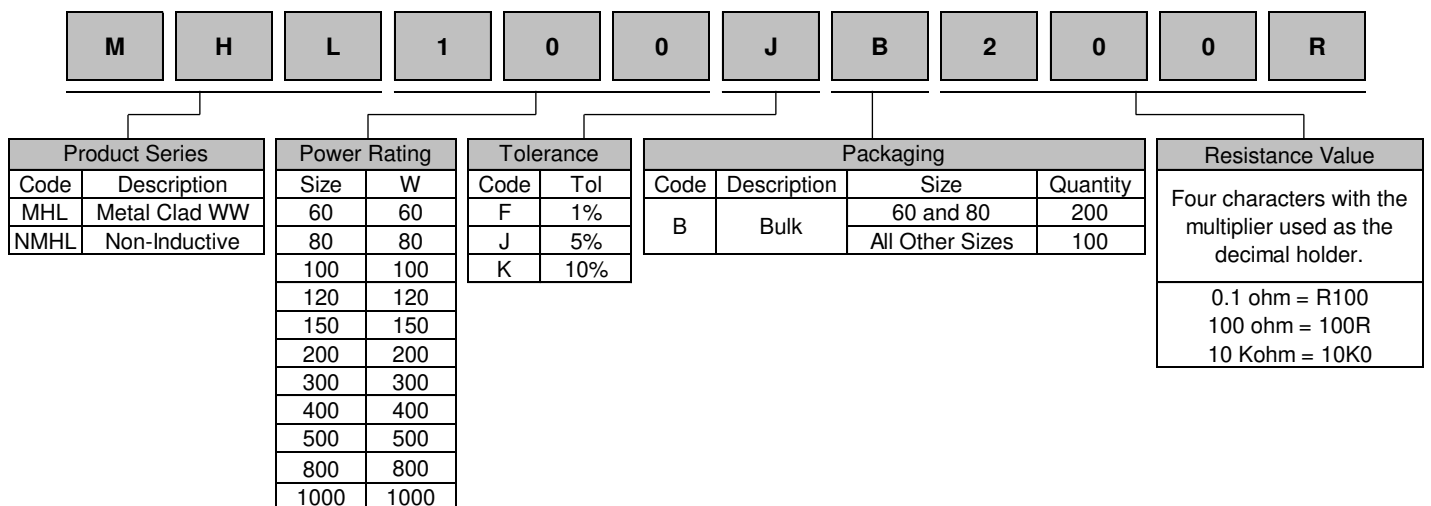 M H L 1 0 0 J B 2 0 0 R
Product Series
Code Description
MHL Metal Clad WW
NMHL Non-Inductive
Power Rating
Size W
60 60
80 80
100 100
120 120
150 150
200 200
300 300
400 400
500 500
800 800
1000 1000
Tolerance
Code Tol
F 1%
J 5%
K 10%
Packaging
Code Description Size Quantity
B Bulk 60 and 80 200
All Other Sizes 100
Resistance Value
Four characters with the
multiplier used as the
decimal holder.
0.1 ohm = R100
100 ohm = 100R
10 Kohm = 10K0